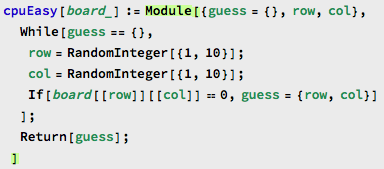 cpuEasy[board_] := Module[{guess = {}, row, col},
While[guess == {},
row = RandomInteger[{1, 10}];
col = RandomInteger[{1, 10}];
If[board[[row]][[col]] == 0, guess = {row, col}]
];
Return[guess];
]